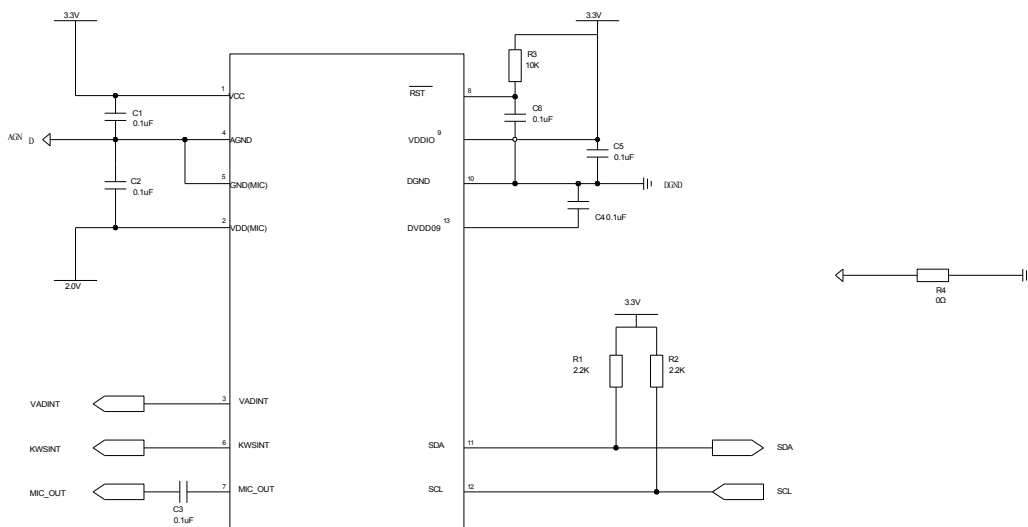 3.3V
3.3V
R3
10K
1
VCC
8
RST
C1
0.1uF
C6
0.1uF
AGN
D
4
AGND
VDDIO
9
C5
0.1uF
5
GND(MIC)
DGND
10
DGND
C2
0.1uF
2
VDD(MIC)
DVDD09
13
C4 0.1uF
2.0V
R4
0Ω
3.3V
R1
2.2K
R2
2.2K
VADINT
3
VADINT
KWSINT
6
KWSINT
SDA
11
SDA
MIC_OUT
7
MIC_OUT
SCL
12
SCL
C3
0.1uF